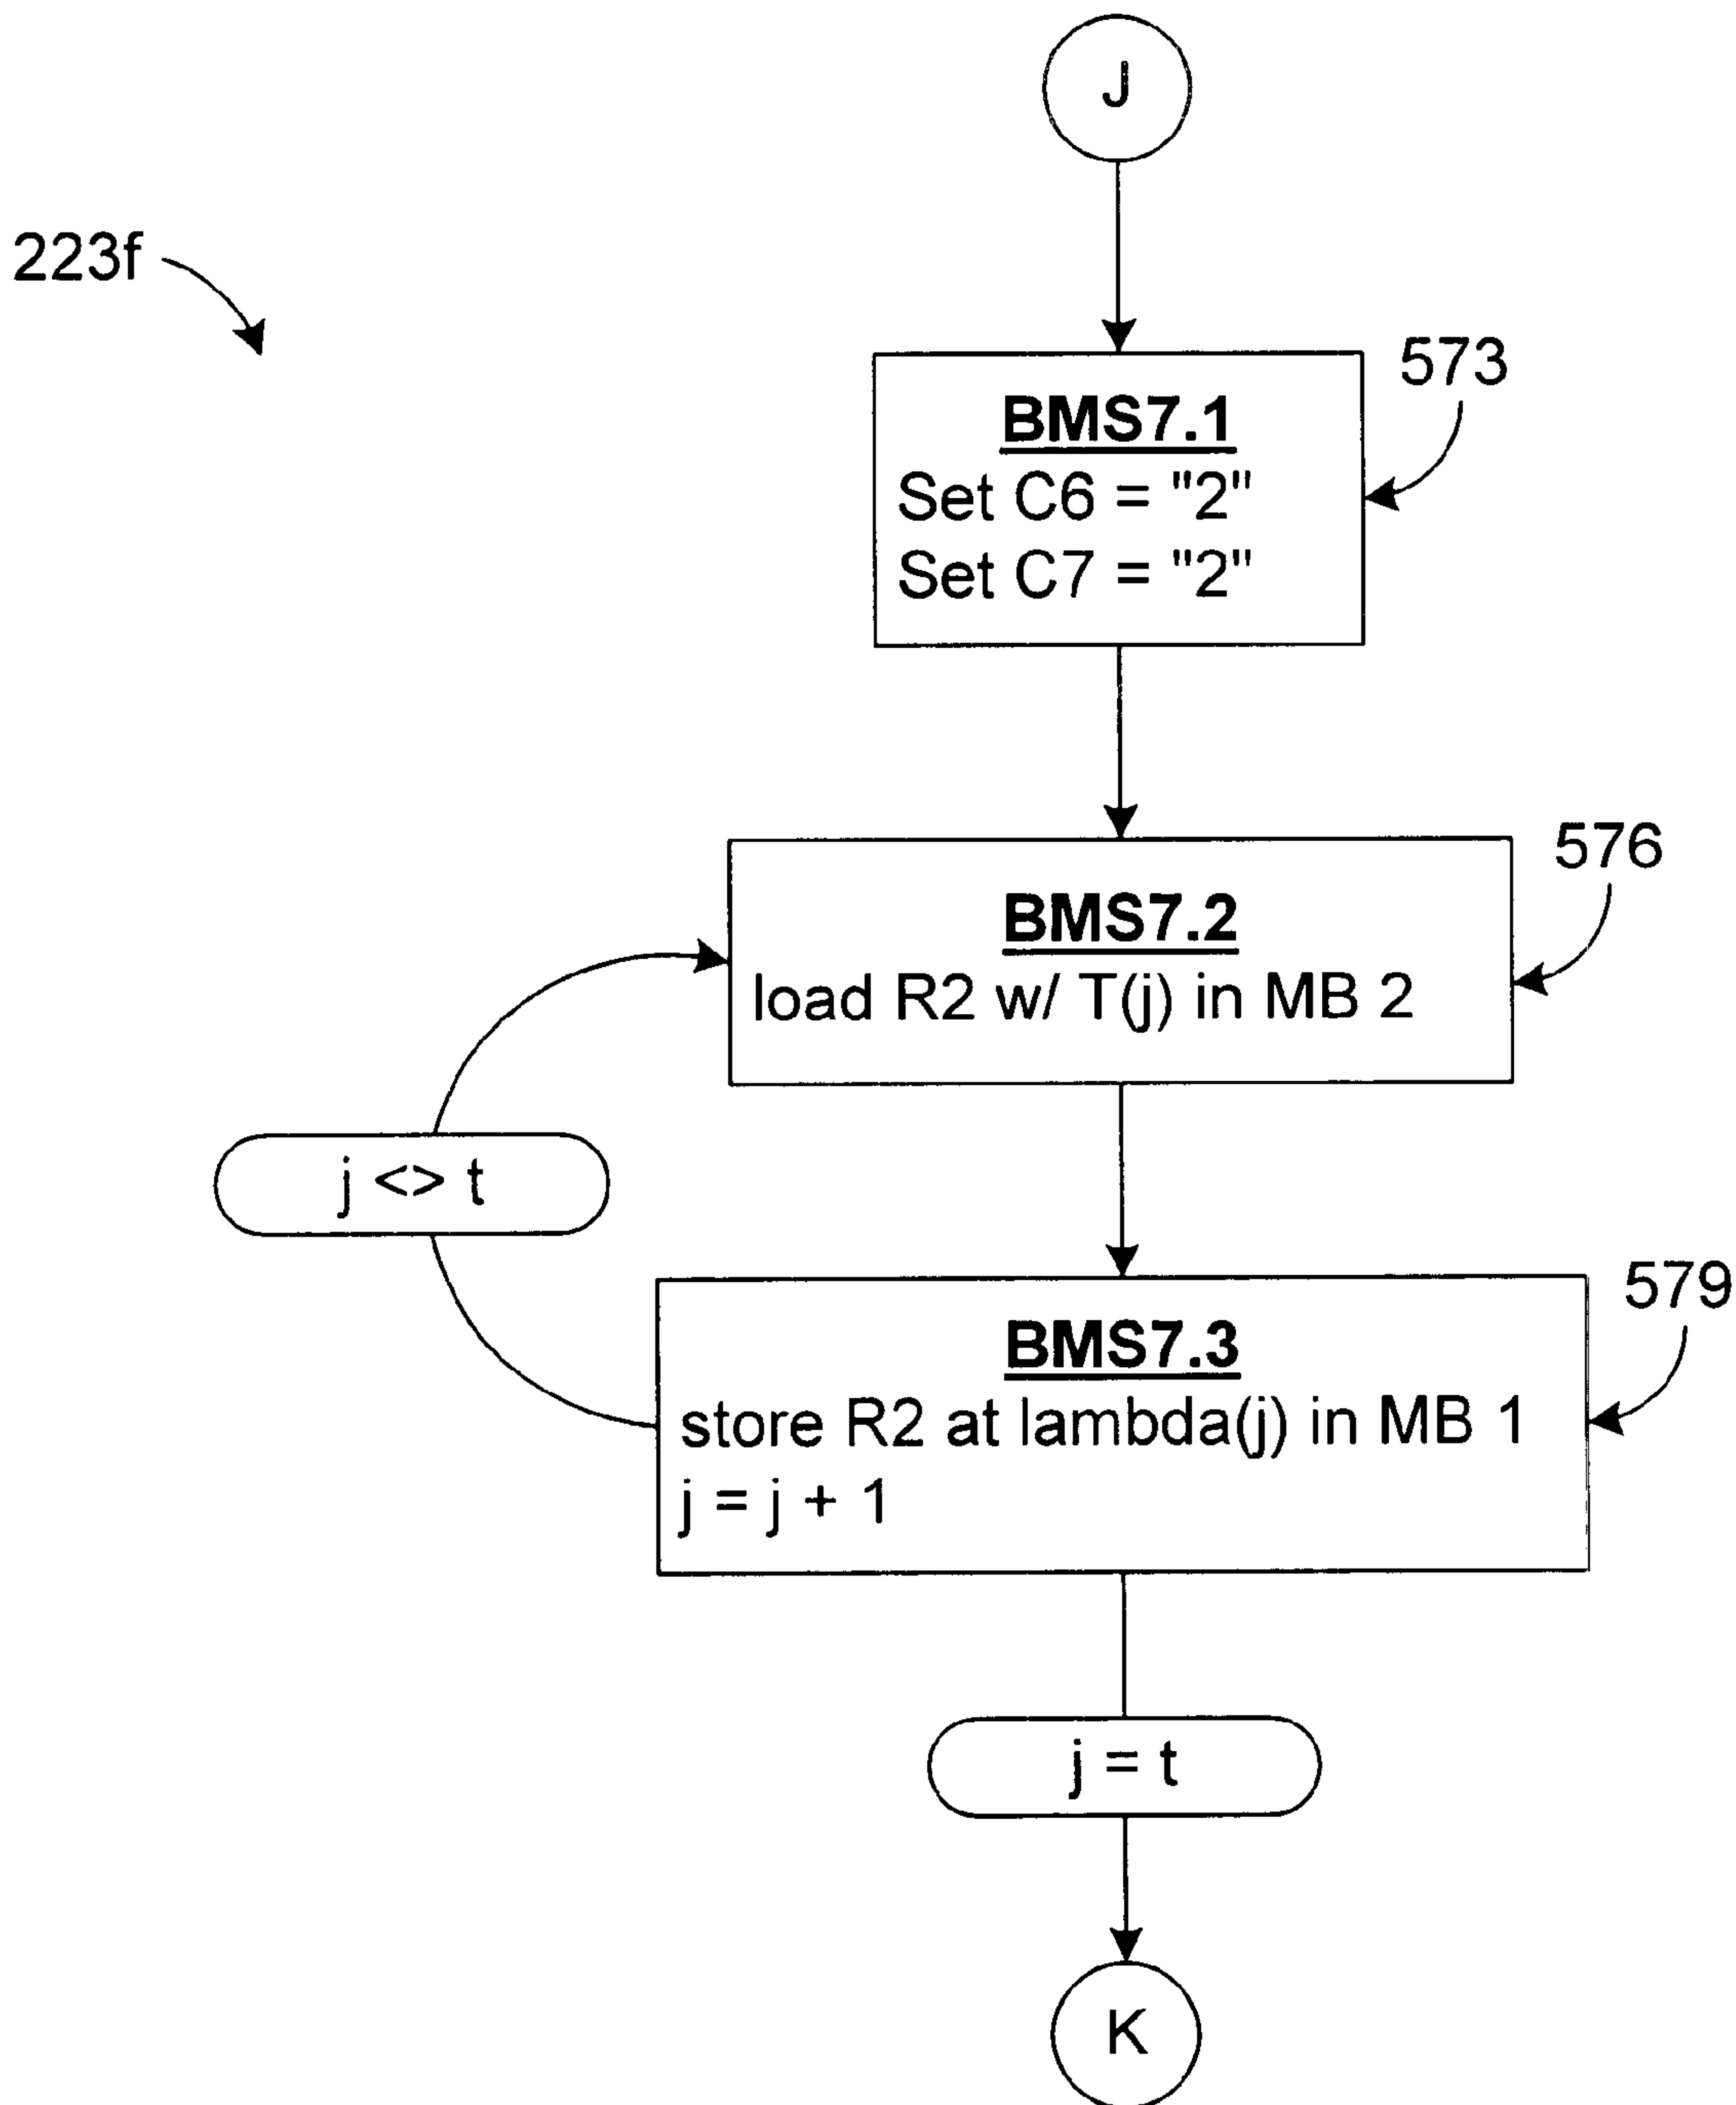 J
223f
573
BMS7.1
Set C6 = "2"
Set C7 = "2"
576
BMS7.2
load R2 w/ T(j) in MB 2
j <> t
579
BMS7.3
store R2 at lambda(j) in MB 1
j = j + 1
j = t
K